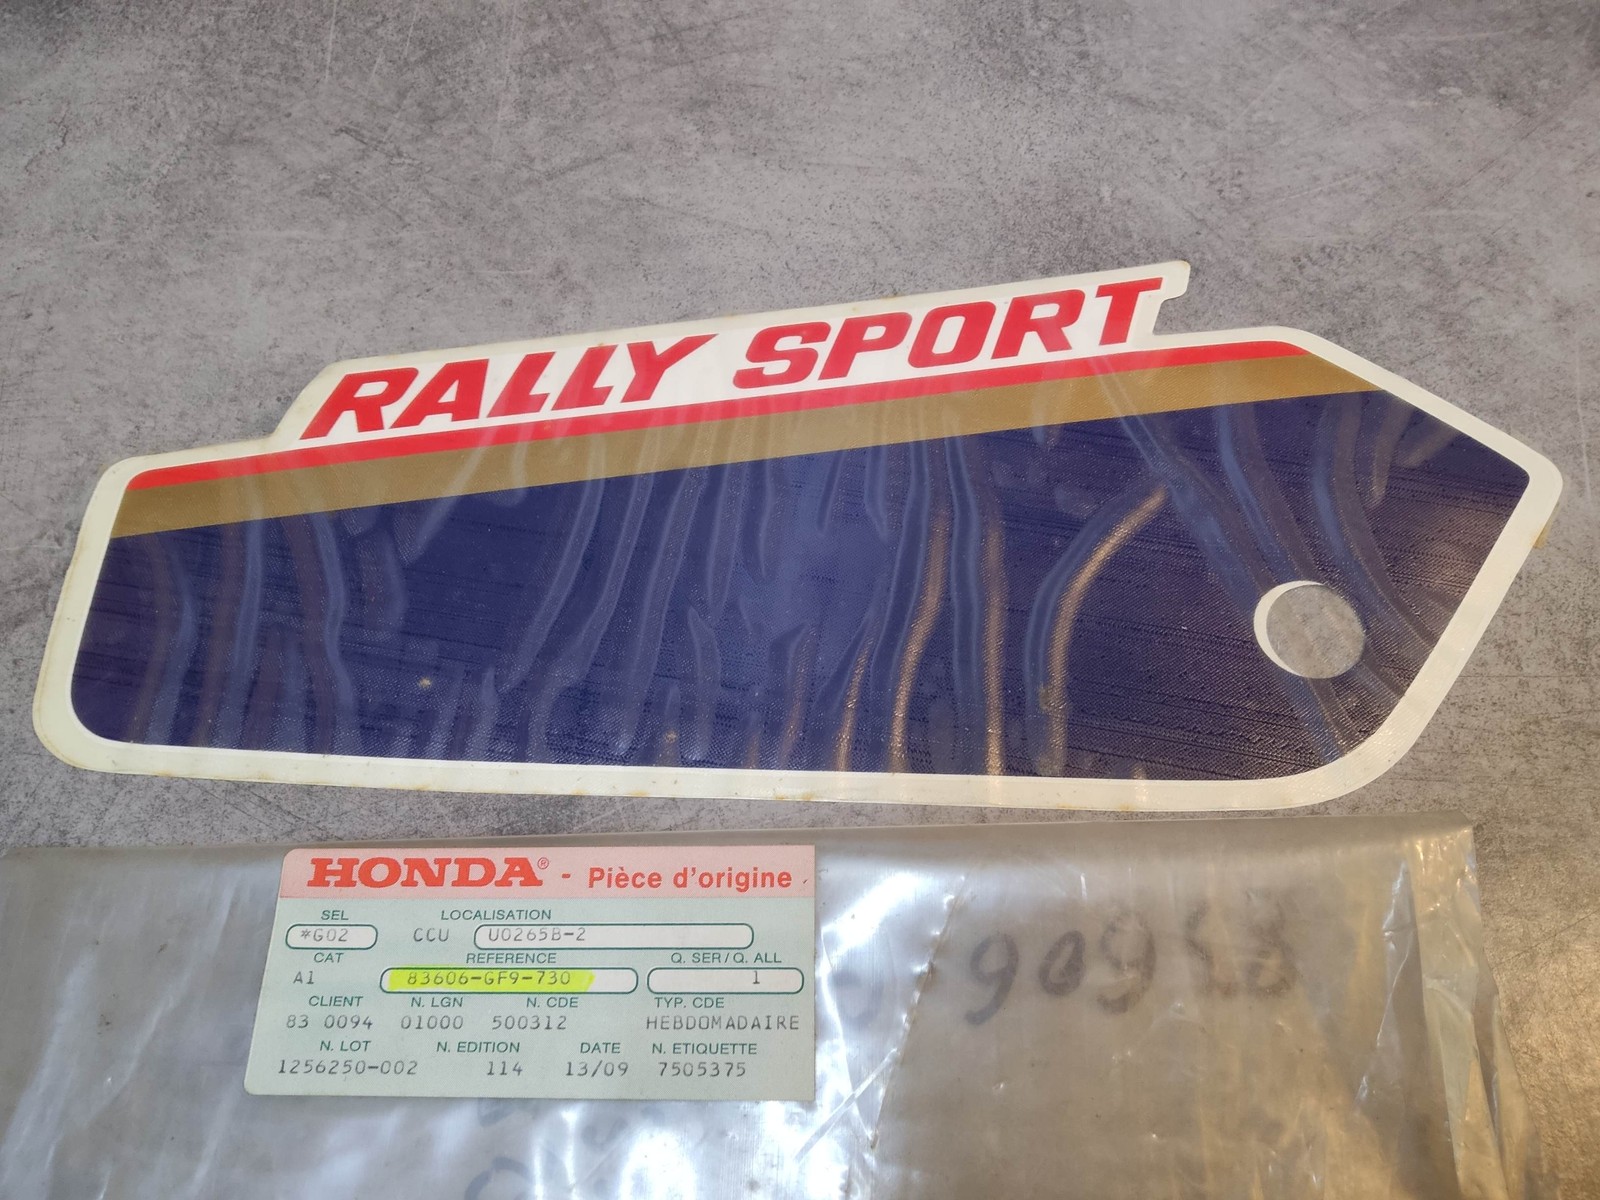 RALLY SPORT
HONDA® - Pièce d'origine
SEL LOCALISATION
*G02 CCU U0265B-2
CAT REFERENCE Q. SER / Q. ALL
A1 83606-GF9-730 1
CLIENT N. LGN N. CDE TYP. CDE
83 0094 01000 500312 HEBDOMADAIRE
N. LOT N. EDITION DATE N. ETIQUETTE
1256250-002 114 13/09 7505375